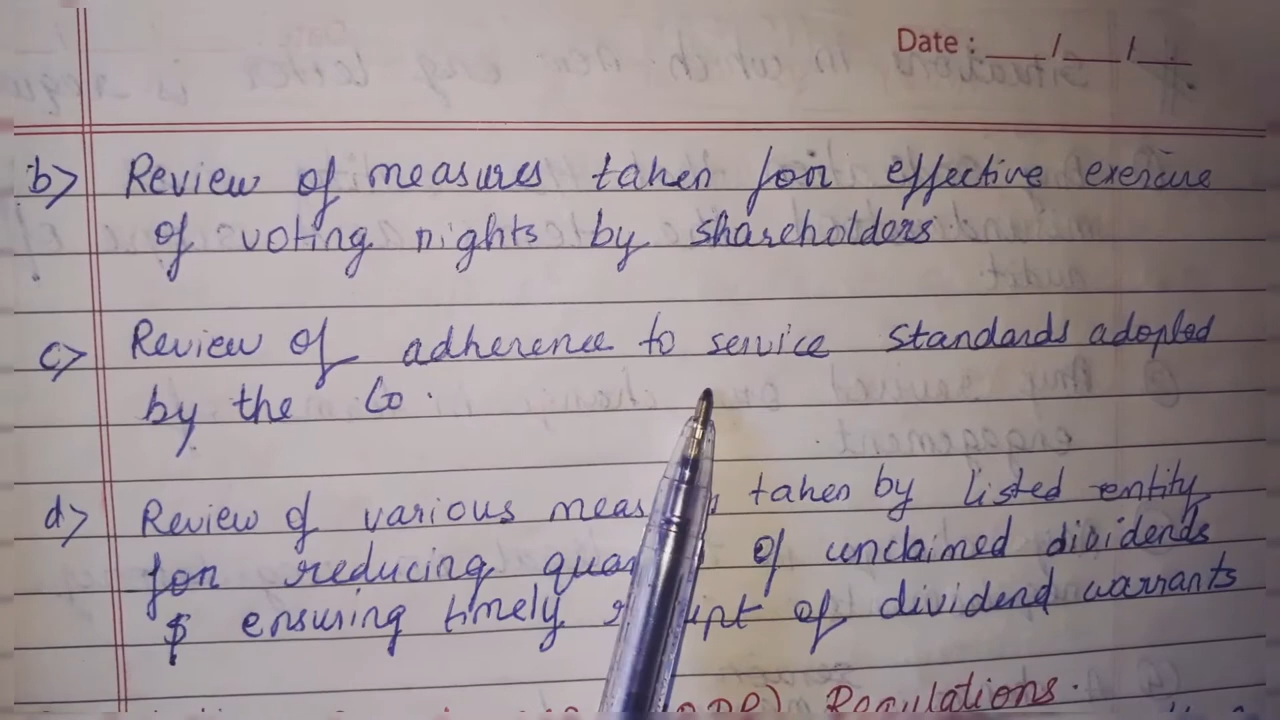 Date : ___/___/___
b> Review of measures taken for effective exercise
of voting rights by shareholders.
c> Review of adherence to service standards adopted
by the Co.
d> Review of various taken by listed entity
for reducing of unclaimed dividends
& ensuring timely of dividend warrants
Regulations.